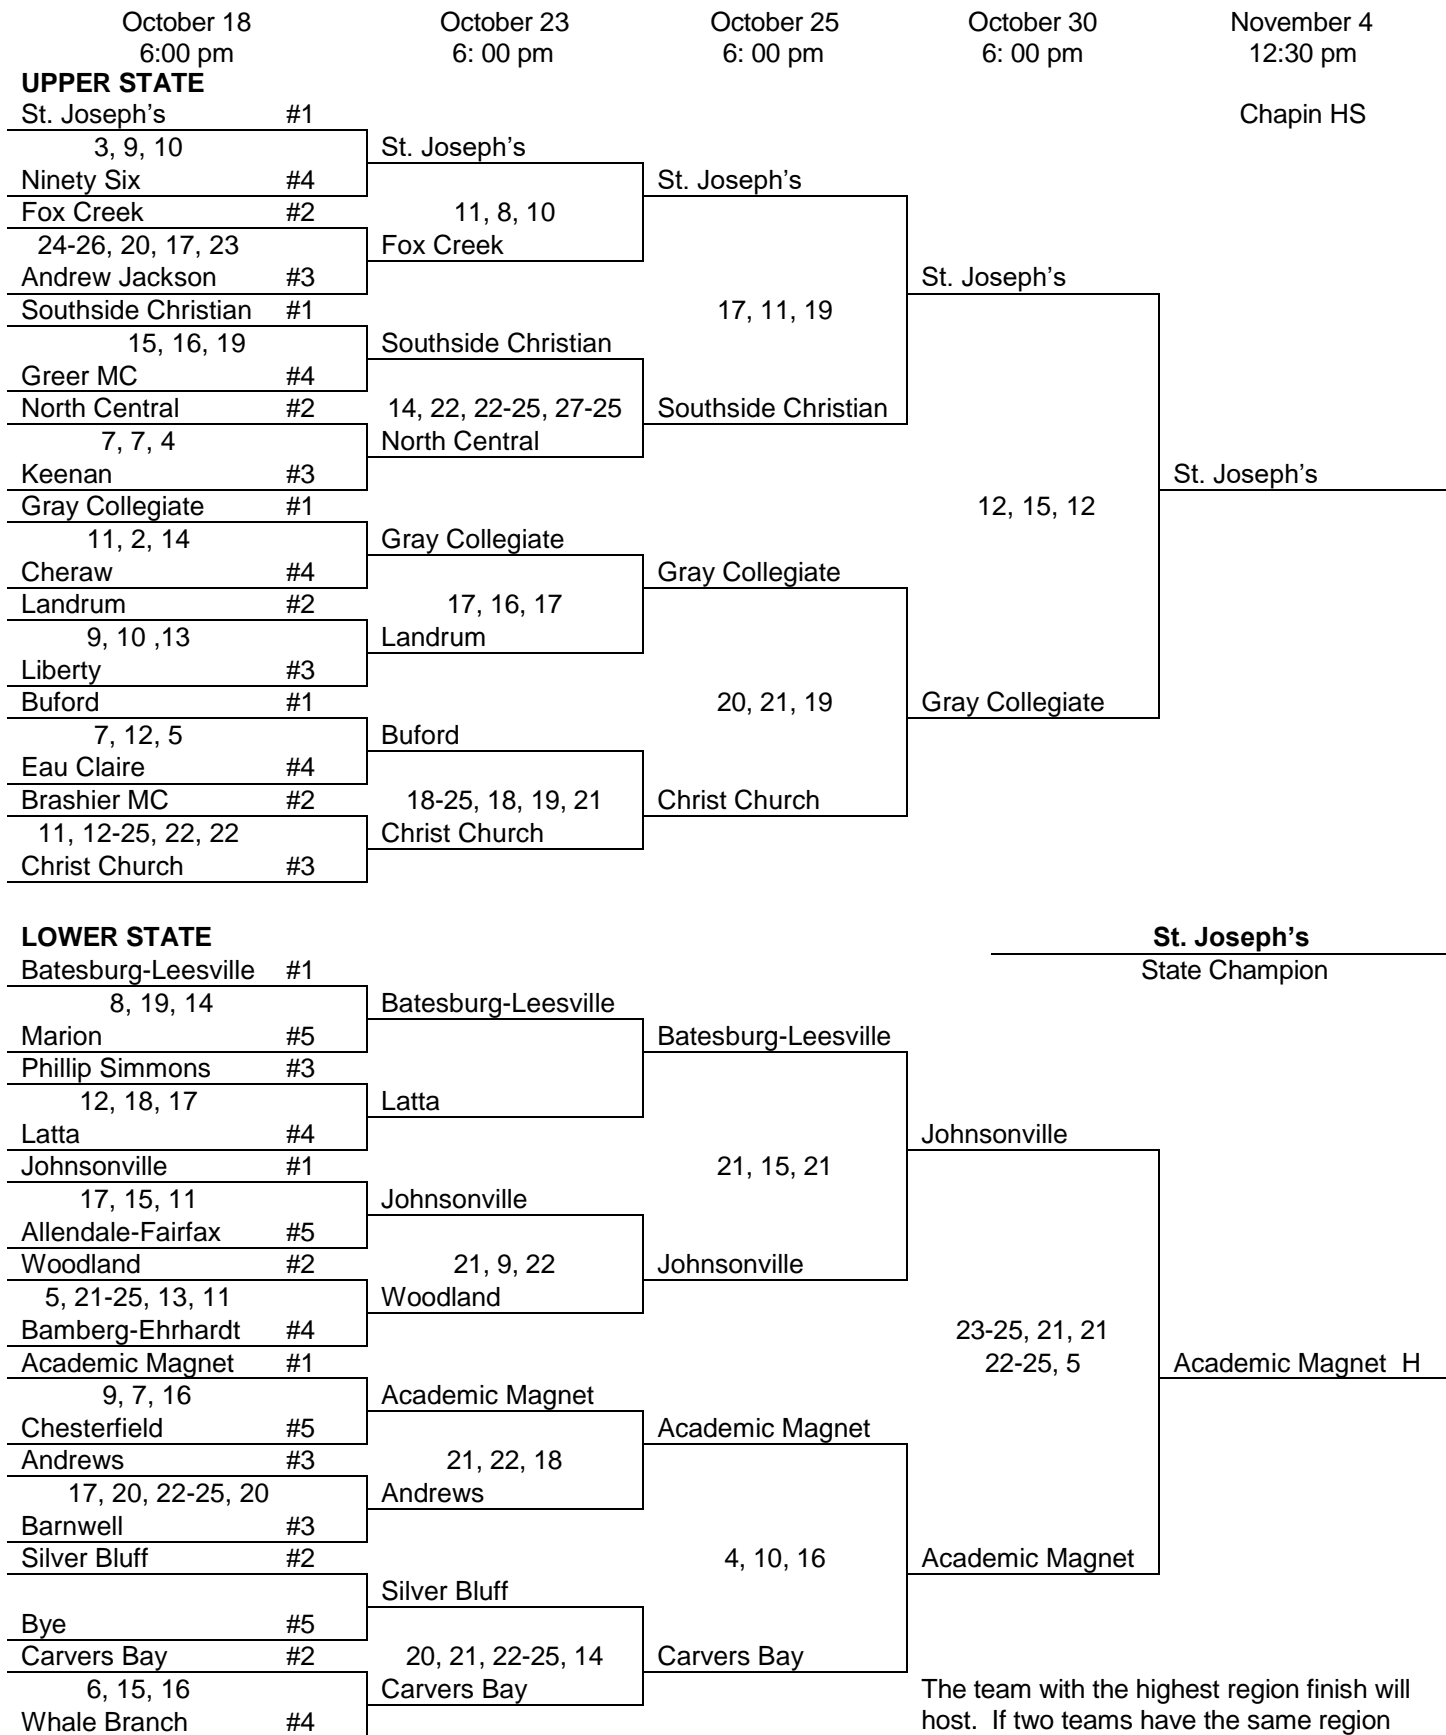 October 18 October 23 October 25 October 30 November 4
6:00 pm 6: 00 pm 6: 00 pm 6: 00 pm 12:30 pm
UPPER STATE
St. Joseph’s #1 Chapin HS
3, 9, 10 St. Joseph’s
Ninety Six #4 St. Joseph’s
Fox Creek #2 11, 8, 10
24-26, 20, 17, 23 Fox Creek
Andrew Jackson #3 St. Joseph’s
Southside Christian #1 17, 11, 19
15, 16, 19 Southside Christian
Greer MC #4
North Central #2 14, 22, 22-25, 27-25 Southside Christian
7, 7, 4 North Central
Keenan #3 St. Joseph’s
Gray Collegiate #1 12, 15, 12
11, 2, 14 Gray Collegiate
Cheraw #4 Gray Collegiate
Landrum #2 17, 16, 17
9, 10 ,13 Landrum
Liberty #3
Buford #1 20, 21, 19 Gray Collegiate
7, 12, 5 Buford
Eau Claire #4
Brashier MC #2 18-25, 18, 19, 21 Christ Church
11, 12-25, 22, 22 Christ Church
Christ Church #3
LOWER STATE St. Joseph’s
Batesburg-Leesville #1 State Champion
8, 19, 14 Batesburg-Leesville
Marion #5 Batesburg-Leesville
Phillip Simmons #3
12, 18, 17 Latta
Latta #4 Johnsonville
Johnsonville #1 21, 15, 21
17, 15, 11 Johnsonville
Allendale-Fairfax #5
Woodland #2 21, 9, 22 Johnsonville
5, 21-25, 13, 11 Woodland
Bamberg-Ehrhardt #4 23-25, 21, 21
Academic Magnet #1 22-25, 5 Academic Magnet H
9, 7, 16 Academic Magnet
Chesterfield #5 Academic Magnet
Andrews #3 21, 22, 18
17, 20, 22-25, 20 Andrews
Barnwell #3
Silver Bluff #2 4, 10, 16 Academic Magnet
Silver Bluff
Bye #5
Carvers Bay #2 20, 21, 22-25, 14 Carvers Bay
6, 15, 16 Carvers Bay The team with the highest region finish will
Whale Branch #4 host. If two teams have the same region